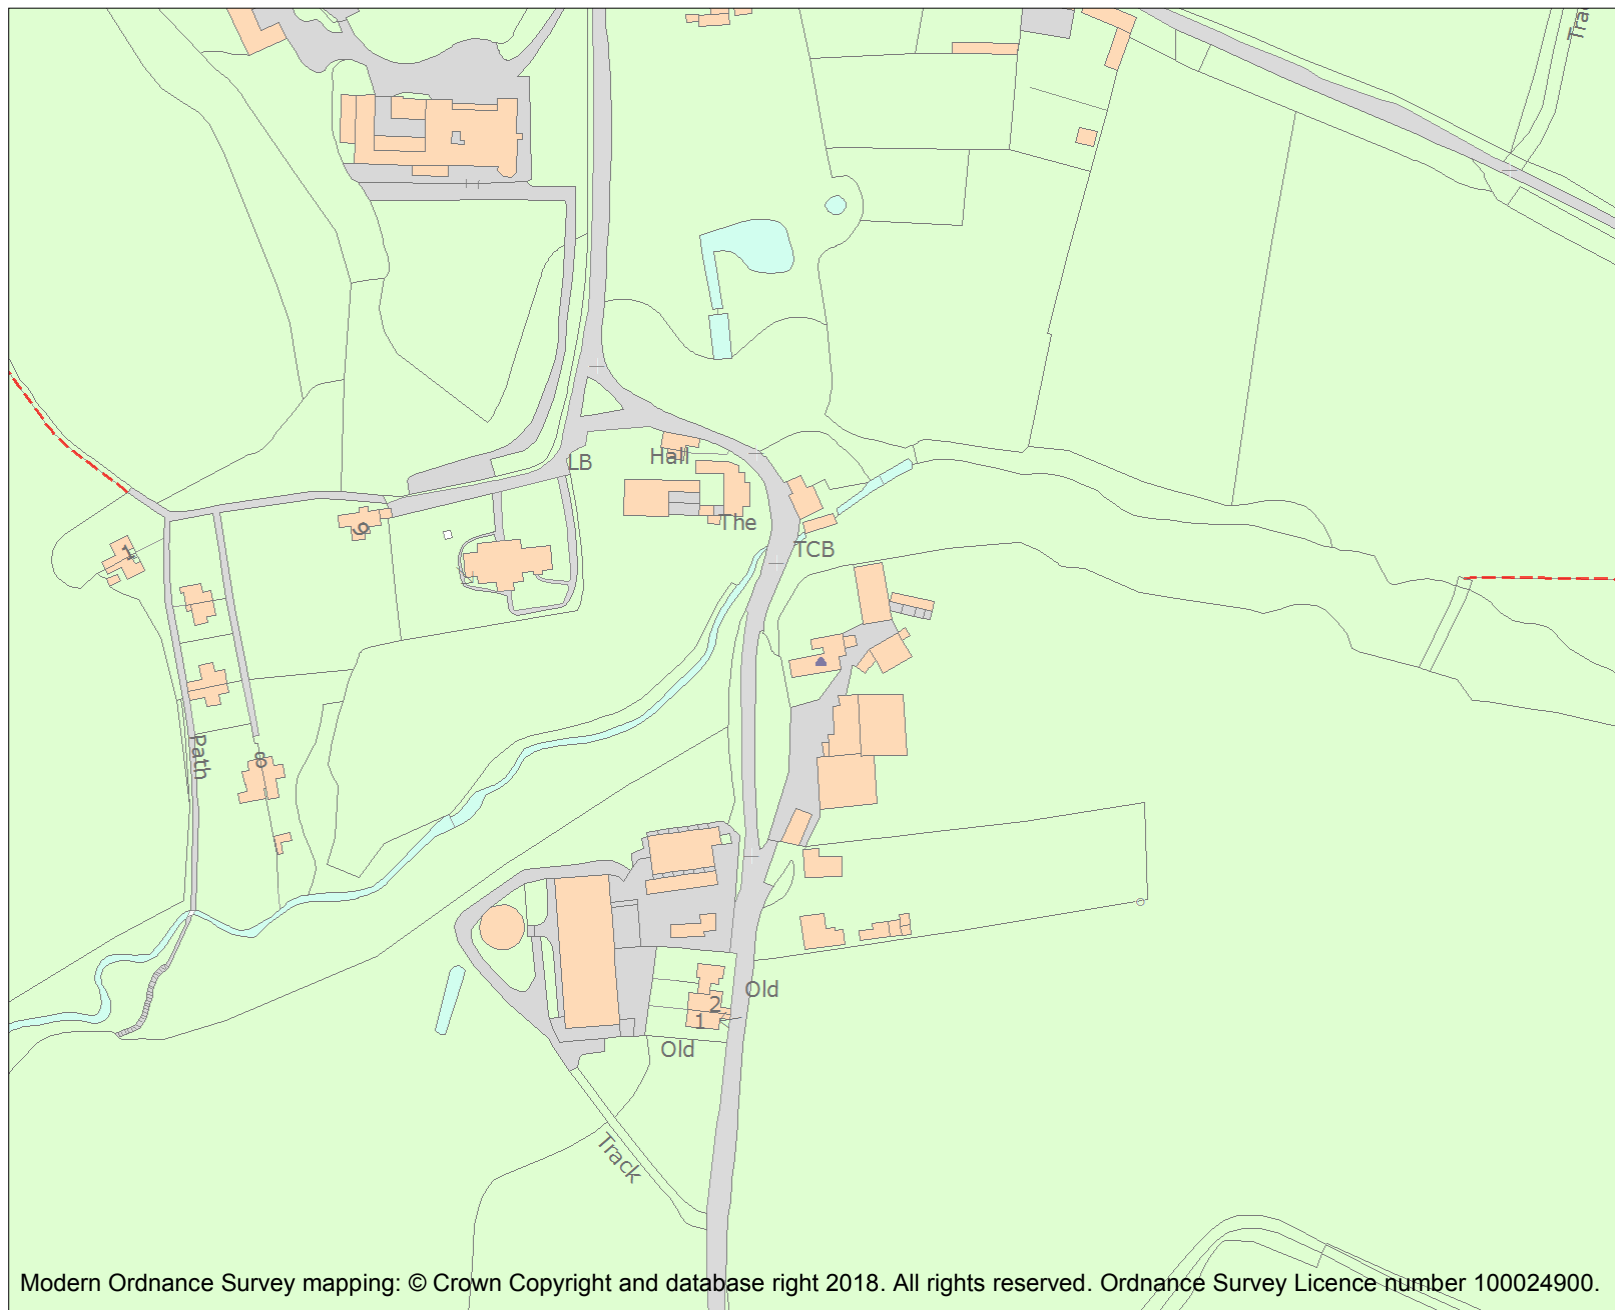 LB
Hall
The
TCB
9
1
Path
8
Old
2
1
Old
Track
Modern Ordnance Survey mapping: © Crown Copyright and database right 2018. All rights reserved. Ordnance Survey Licence number 100024900.